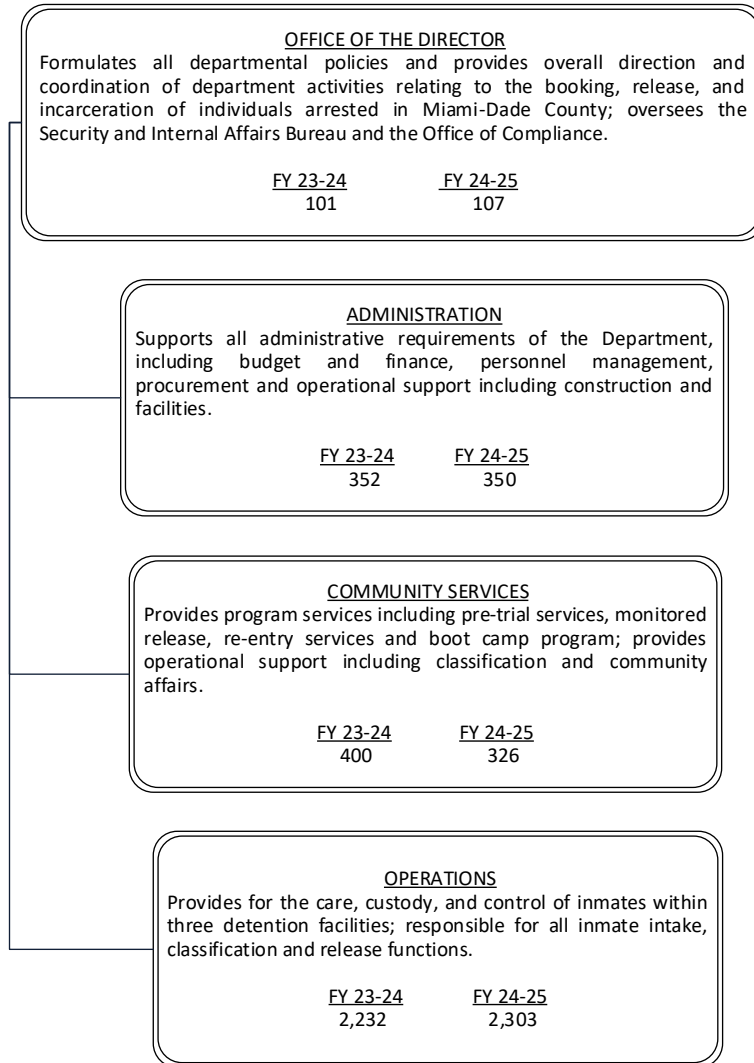 OFFICE OF THE DIRECTOR
Formulates all departmental policies and provides overall direction and
coordination of department activities relating to the booking, release, and
incarceration of individuals arrested in Miami-Dade County; oversees the
Security and Internal Affairs Bureau and the Office of Compliance.
FY 23-24 FY 24-25
101 107
ADMINISTRATION
Supports all administrative requirements of the Department,
including budget and finance, personnel management,
procurement and operational support including construction and
facilities.
FY 23-24 FY 24-25
352 350
COMMUNITY SERVICES
Provides program services including pre-trial services, monitored
release, re-entry services and boot camp program; provides
operational support including classification and community
affairs.
FY 23-24 FY 24-25
400 326
OPERATIONS
Provides for the care, custody, and control of inmates within
three detention facilities; responsible for all inmate intake,
classification and release functions.
FY 23-24 FY 24-25
2,232 2,303